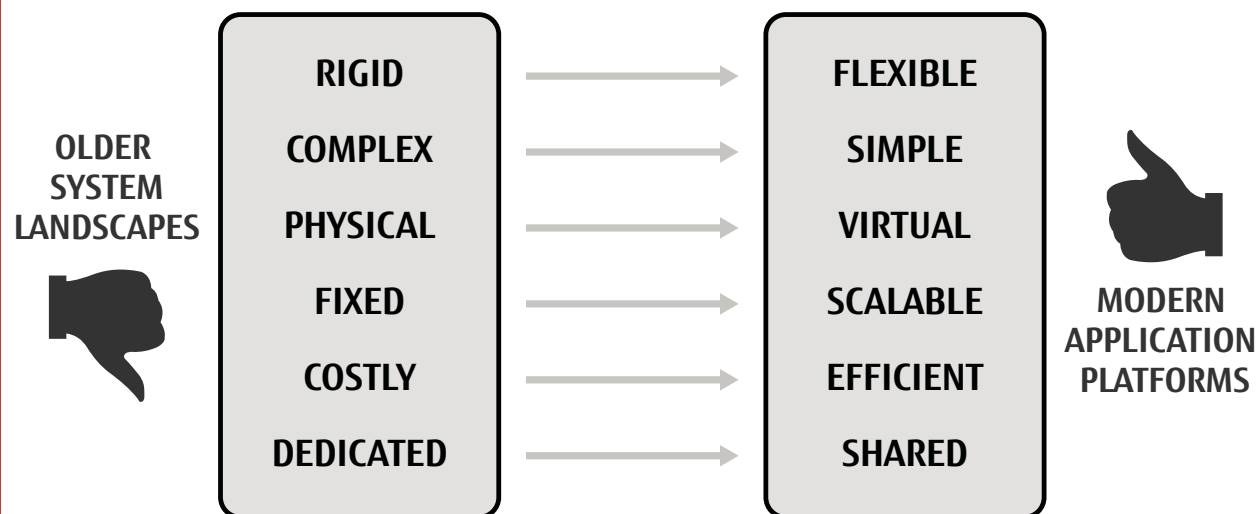 OLDER
SYSTEM
LANDSCAPES
RIGID
COMPLEX
PHYSICAL
FIXED
COSTLY
DEDICATED
FLEXIBLE
SIMPLE
VIRTUAL
SCALABLE
EFFICIENT
SHARED
MODERN
APPLICATION
PLATFORMS